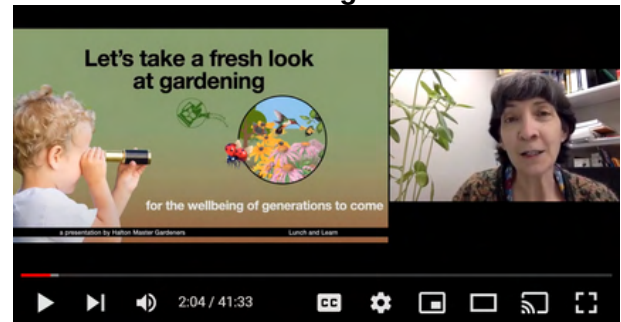 Let's take a fresh look
at gardening
for the wellbeing of generations to come
a presentation by Halton Master Gardeners
Lunch and Learn
2:04 / 41:33
CC